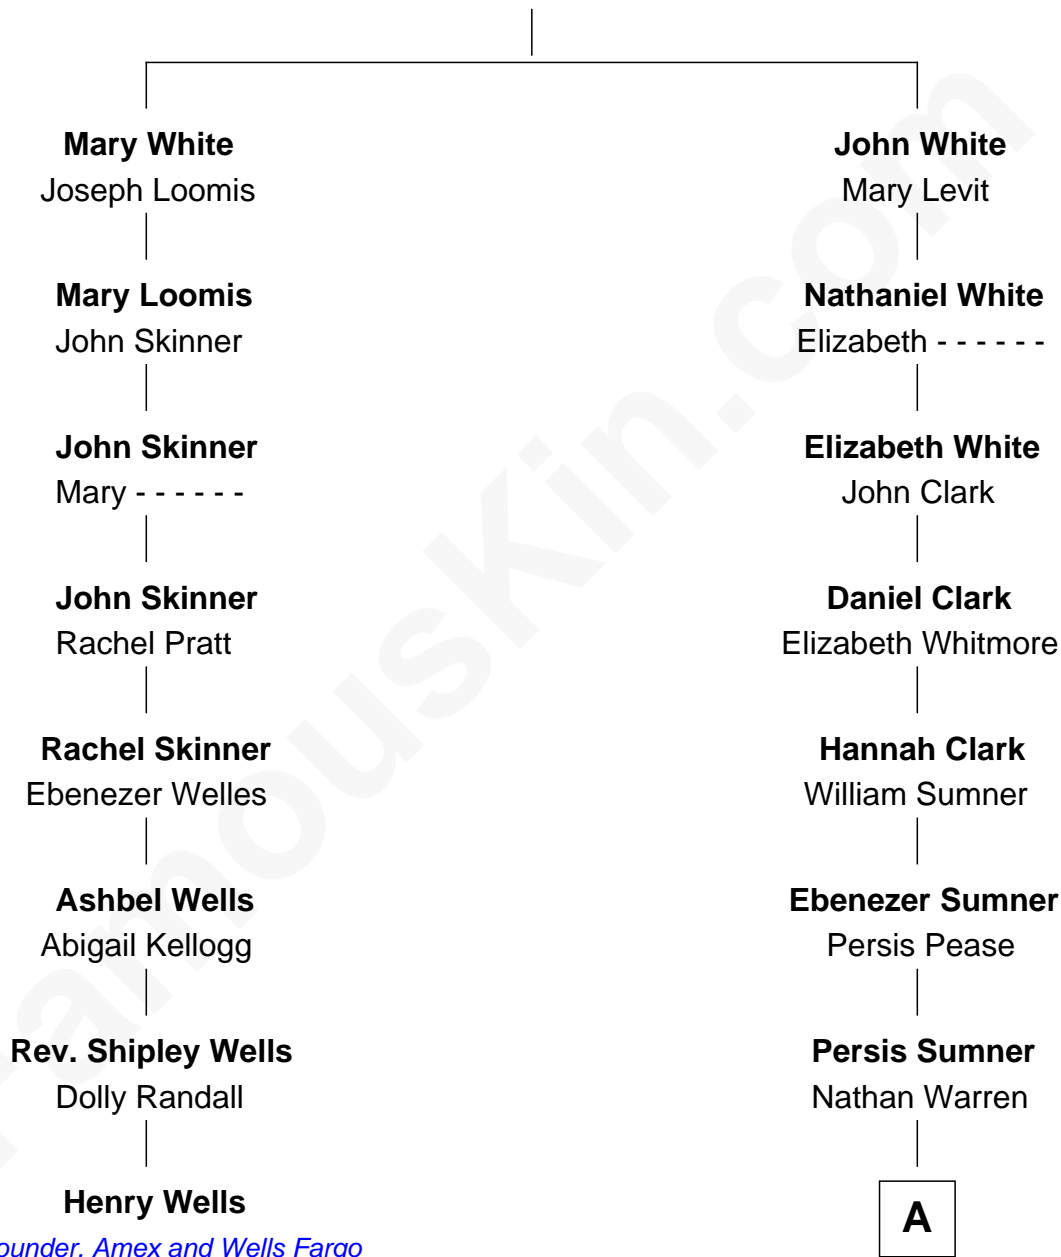 Mary White
Joseph Loomis
Mary Loomis
John Skinner
John Skinner
Mary - - - - - -
John Skinner
Rachel Pratt
Rachel Skinner
Ebenezer Welles
Ashbel Wells
Abigail Kellogg
Rev. Shipley Wells
Dolly Randall
Henry Wells
ounder, Amex and Wells Fargo
John White
Mary Levit
Nathaniel White
Elizabeth - - - - - -
Elizabeth White
John Clark
Daniel Clark
Elizabeth Whitmore
Hannah Clark
William Sumner
Ebenezer Sumner
Persis Pease
Persis Sumner
Nathan Warren
A
FamousKin.com